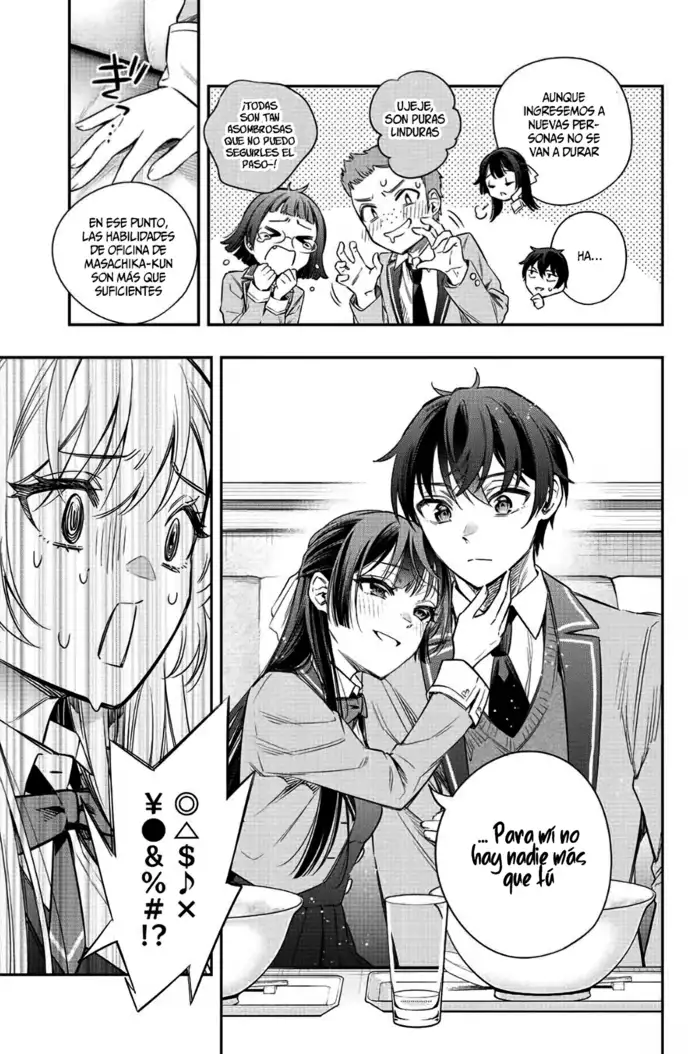 AUNQUE
INGRESEMOS A
NUEVAS PER-
SONAS NO SE
VAN A DURAR
HA...
UJEJE,
SON PURAS
LINDURAS
¡TODAS
SON TAN
ASOMBROSAS
QUE NO PUEDO
SEGUIRLES EL
PASO-!
ぎゅ
EN ESE PUNTO,
LAS HABILIDADES
DE OFICINA DE
MASACHIKA-KUN
SON MÁS QUE
SUFICIENTES
... Para mí no
hay nadie más
que tú
◎△$♪×
¥●&%#!?